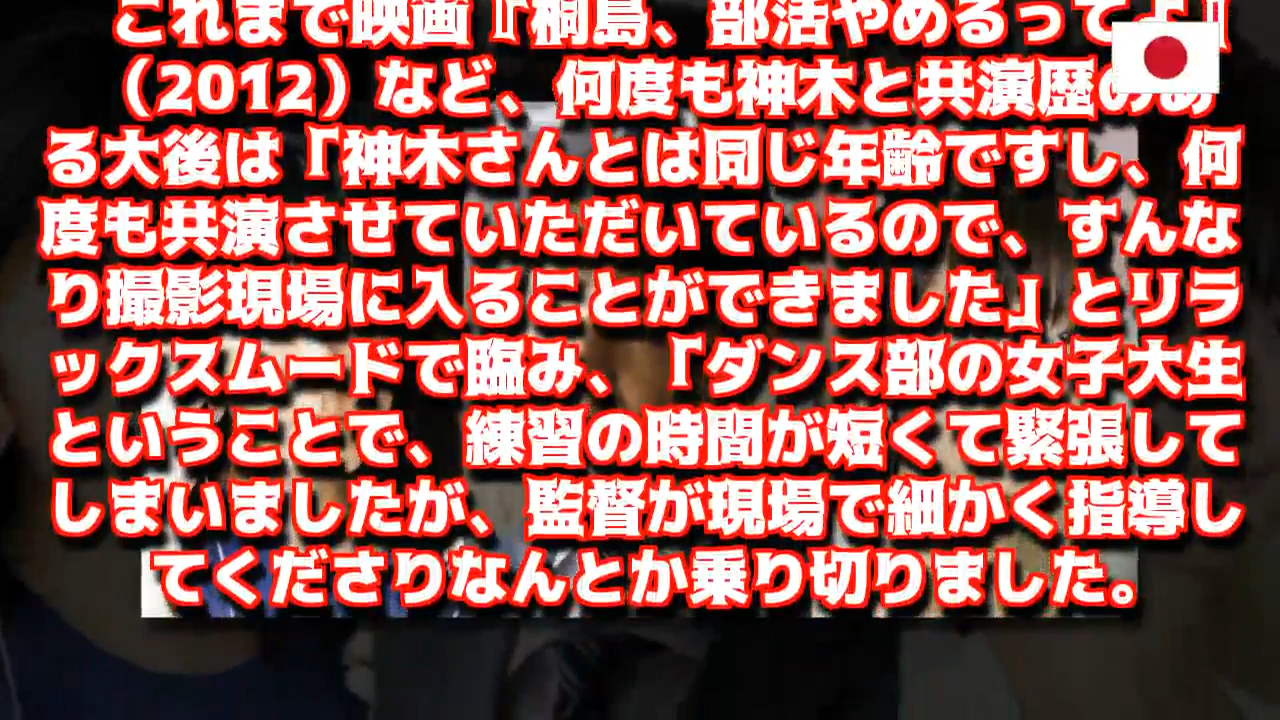 これまで映画『桐島、部活やめるってよ』
（2012）など、何度も神木と共演歴のあ
る大後は「神木さんとは同じ年齢ですし、何
度も共演させていただいているので、すんな
り撮影現場に入ることができました」とリラ
ックスムードで臨み、「ダンス部の女子大生
ということで、練習の時間が短くて緊張して
しまいましたが、監督が現場で細かく指導し
てくださりなんとか乗り切りました。